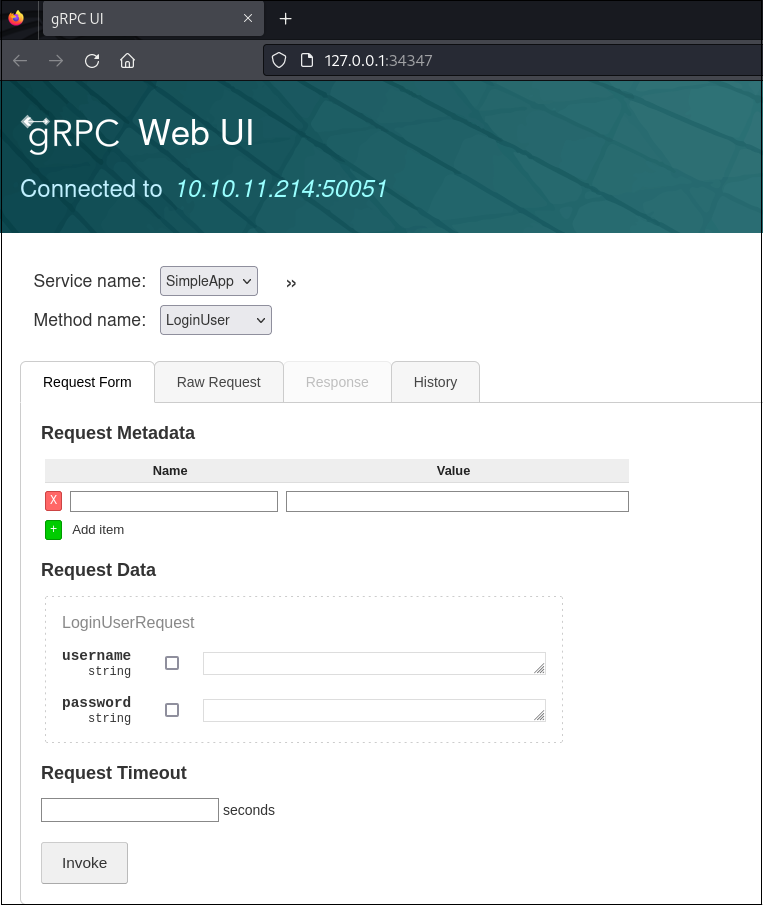 gRPC UI
127.0.0.1:34347
gRPC Web UI
Connected to 10.10.11.214:50051
Service name: SimpleApp »
Method name: LoginUser
Request Form Raw Request Response History
Request Metadata
Name Value
X
+ Add item
Request Data
LoginUserRequest
username
string
password
string
Request Timeout
seconds
Invoke